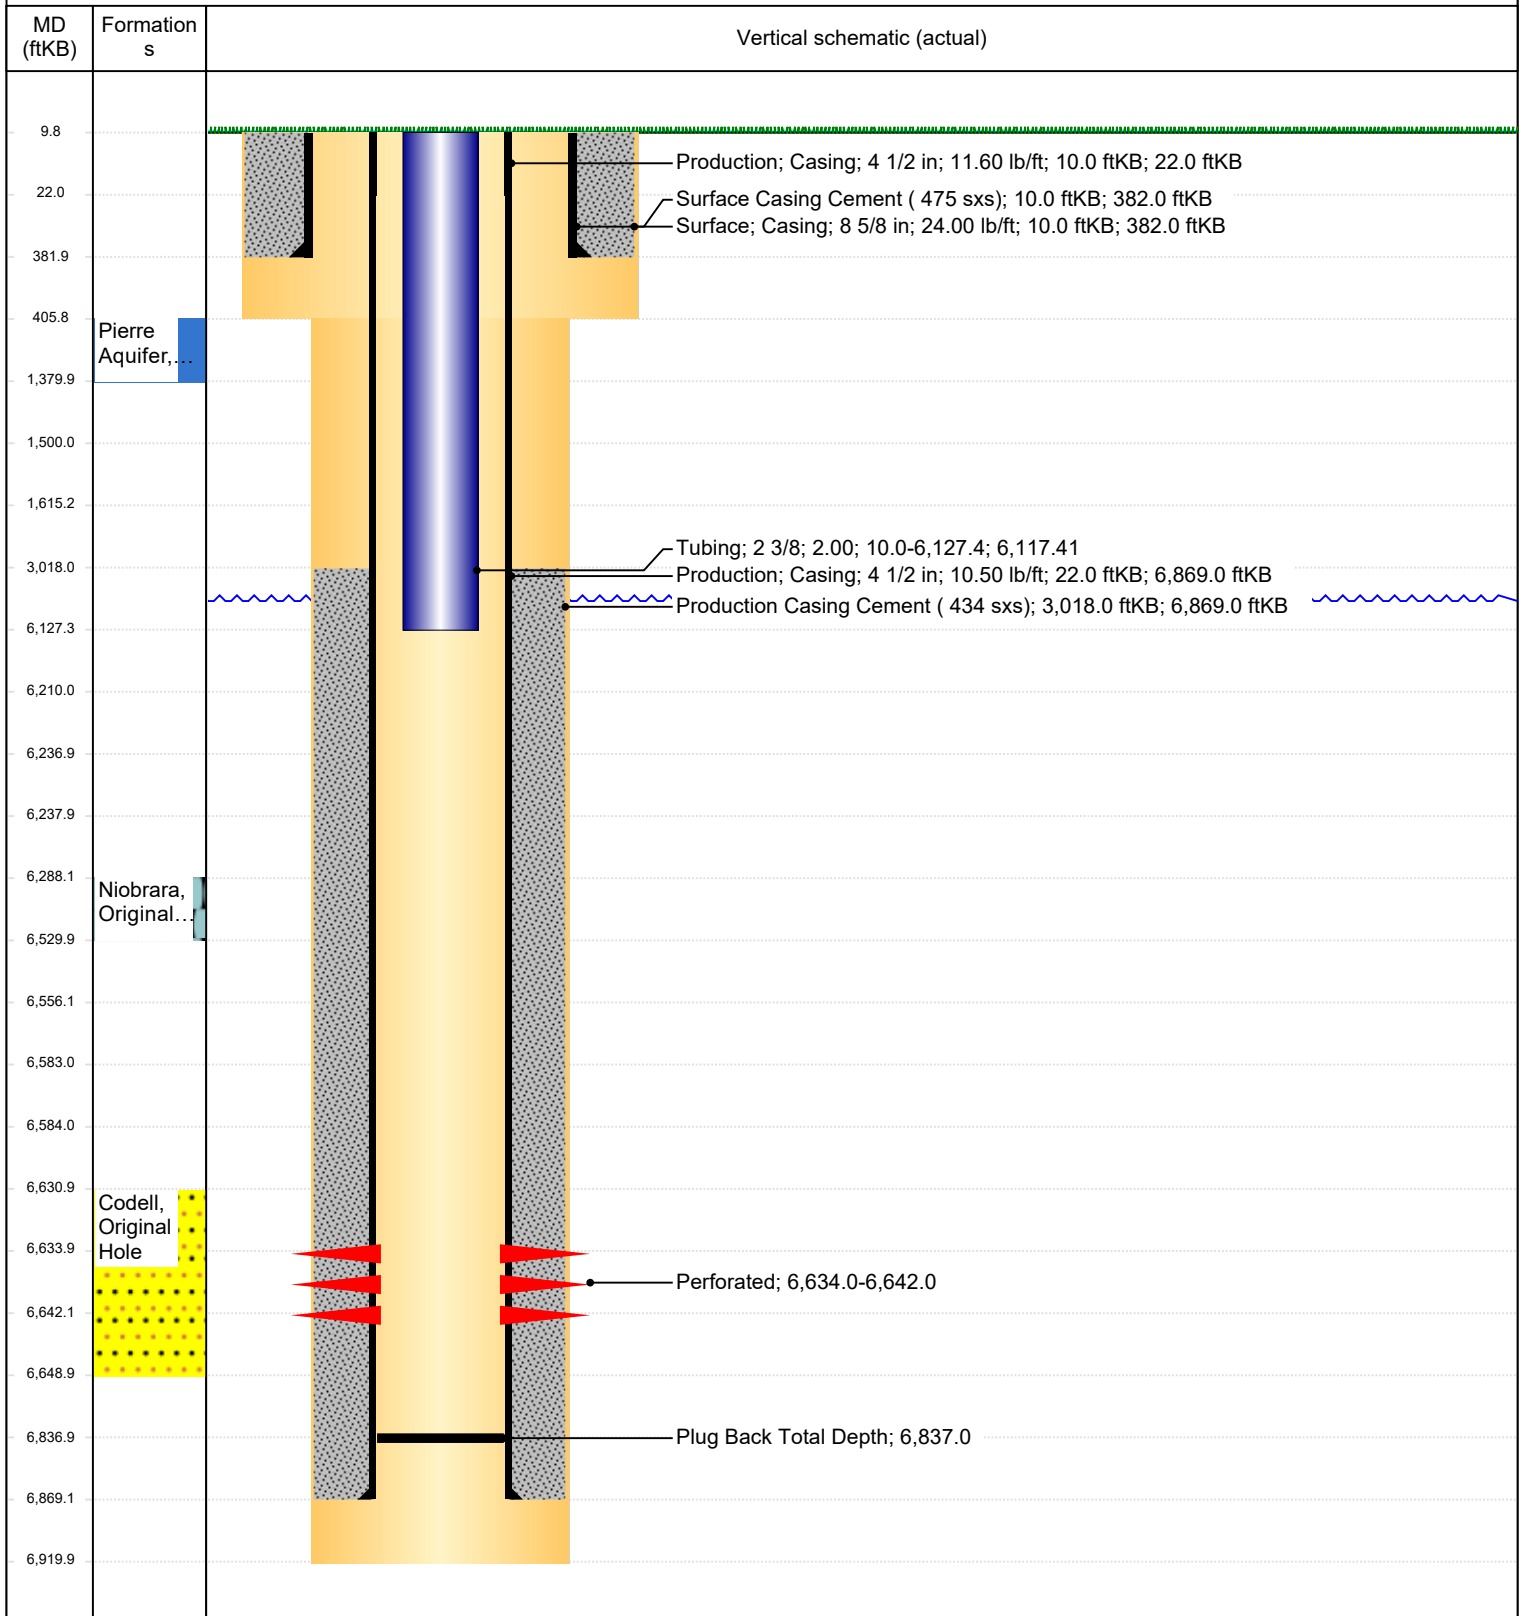 MD
(ftKB)
Formation
s
Vertical schematic (actual)
9.8
Production; Casing; 4 1/2 in; 11.60 lb/ft; 10.0 ftKB; 22.0 ftKB
22.0
Surface Casing Cement ( 475 sxs); 10.0 ftKB; 382.0 ftKB
Surface; Casing; 8 5/8 in; 24.00 lb/ft; 10.0 ftKB; 382.0 ftKB
381.9
405.8
Pierre
Aquifer,...
1,379.9
1,500.0
1,615.2
Tubing; 2 3/8; 2.00; 10.0-6,127.4; 6,117.41
3,018.0
Production; Casing; 4 1/2 in; 10.50 lb/ft; 22.0 ftKB; 6,869.0 ftKB
Production Casing Cement ( 434 sxs); 3,018.0 ftKB; 6,869.0 ftKB
6,127.3
6,210.0
6,236.9
6,237.9
6,288.1
Niobrara,
Original...
6,529.9
6,556.1
6,583.0
6,584.0
6,630.9
Codell,
Original
Hole
6,633.9
Perforated; 6,634.0-6,642.0
6,642.1
6,648.9
6,836.9
Plug Back Total Depth; 6,837.0
6,869.1
6,919.9